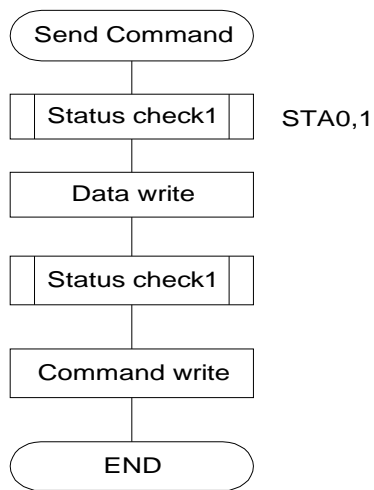 Send Command
Status check1
STA0,1
Data write
Status check1
Command write
END